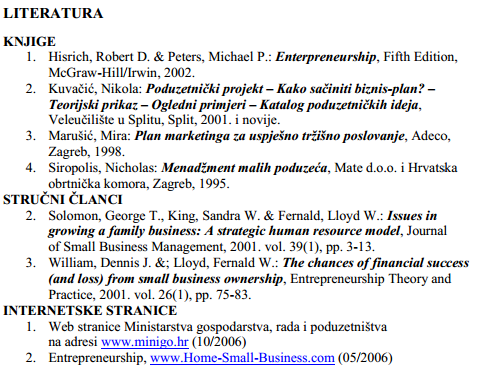 LITERATURA
KNJIGE
1. Hisrich, Robert D. & Peters, Michael P.: Enterpreneurship, Fifth Edition,
McGraw-Hill/Irwin, 2002.
2. Kuvačić, Nikola: Poduzetnički projekt – Kako sačiniti biznis-plan? –
Teorijski prikaz – Ogledni primjeri – Katalog poduzetničkih ideja,
Veleučilište u Splitu, Split, 2001. i novije.
3. Marušić, Mira: Plan marketinga za uspješno tržišno poslovanje, Adeco,
Zagreb, 1998.
4. Siropolis, Nicholas: Menadžment malih poduzeća, Mate d.o.o. i Hrvatska
obrtnička komora, Zagreb, 1995.
STRUČNI ČLANCI
2. Solomon, George T., King, Sandra W. & Fernald, Lloyd W.: Issues in
growing a family business: A strategic human resource model, Journal
of Small Business Management, 2001. vol. 39(1), pp. 3-13.
3. William, Dennis J. &; Lloyd, Fernald W.: The chances of financial success
(and loss) from small business ownership, Entrepreneurship Theory and
Practice, 2001. vol. 26(1), pp. 75-83.
INTERNETSKE STRANICE
1. Web stranice Ministarstva gospodarstva, rada i poduzetništva
na adresi www.minigo.hr (10/2006)
2. Entrepreneurship, www.Home-Small-Business.com (05/2006)